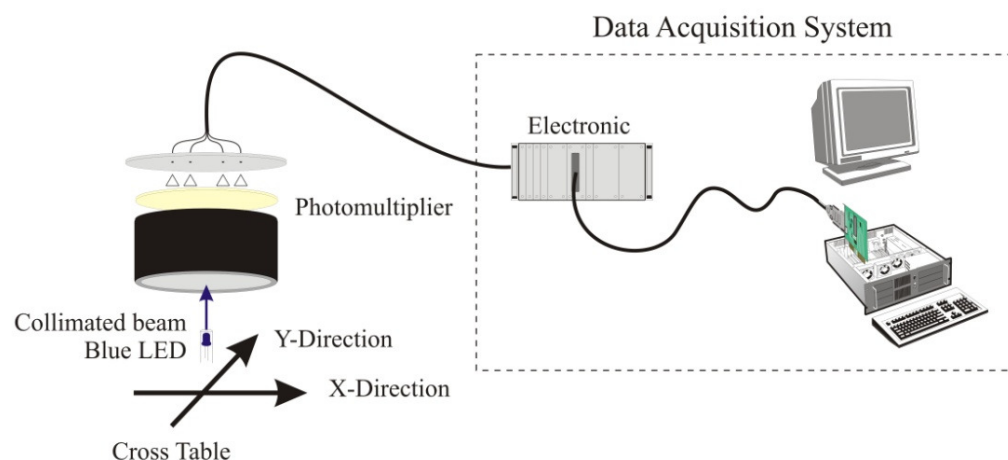 Data Acquisition System
Electronic
Photomultiplier
Collimated beam
Blue LED
Y-Direction
X-Direction
Cross Table